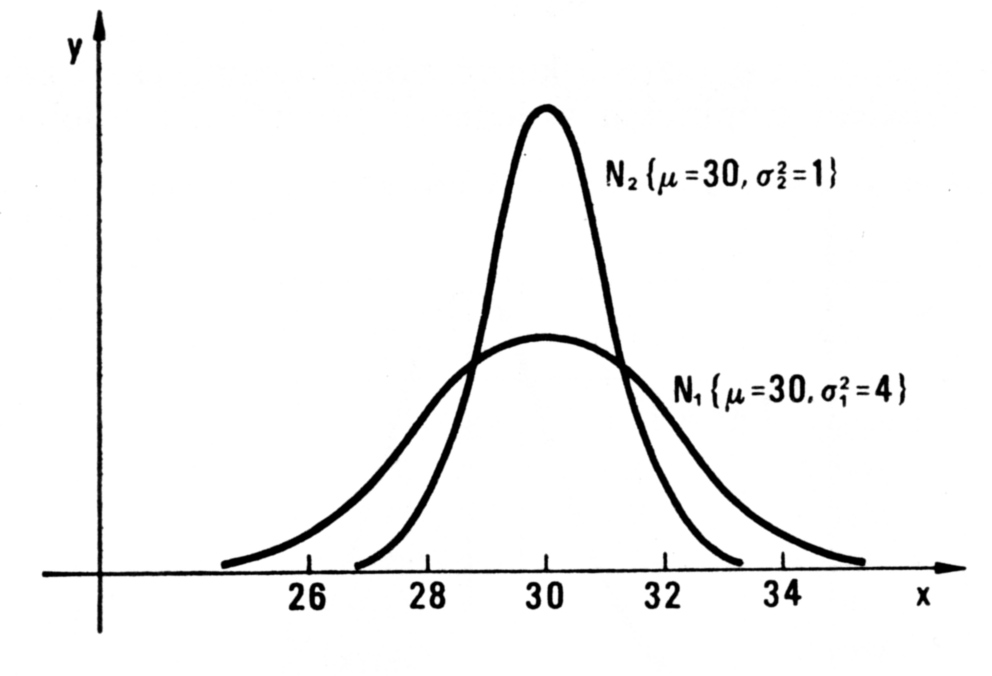 y
N₂ {μ = 30, σ₂² = 1}
N₁ {μ = 30, σ₁² = 4}
26 28 30 32 34 x